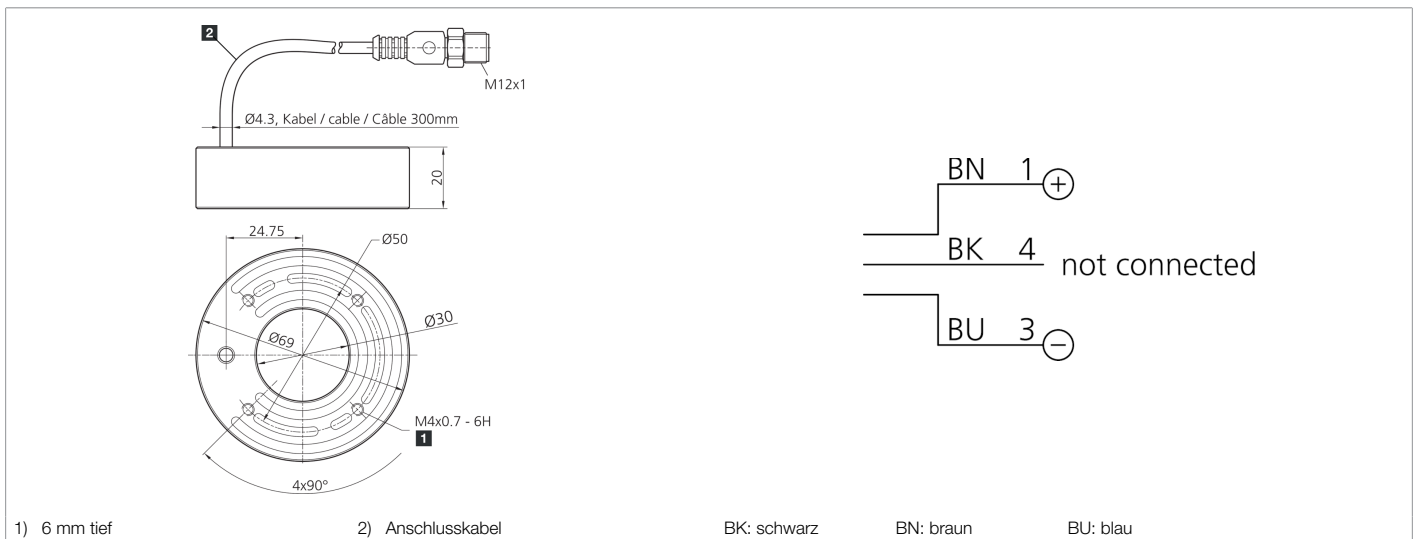 2
M12x1
Ø4.3, Kabel / cable / Câble 300mm
20
24.75
Ø50
Ø30
Ø69
M4x0.7 - 6H
1
4x90°
BN 1 +
BK 4 not connected
BU 3 -
1) 6 mm tief 2) Anschlusskabel BK: schwarz BN: braun BU: blau